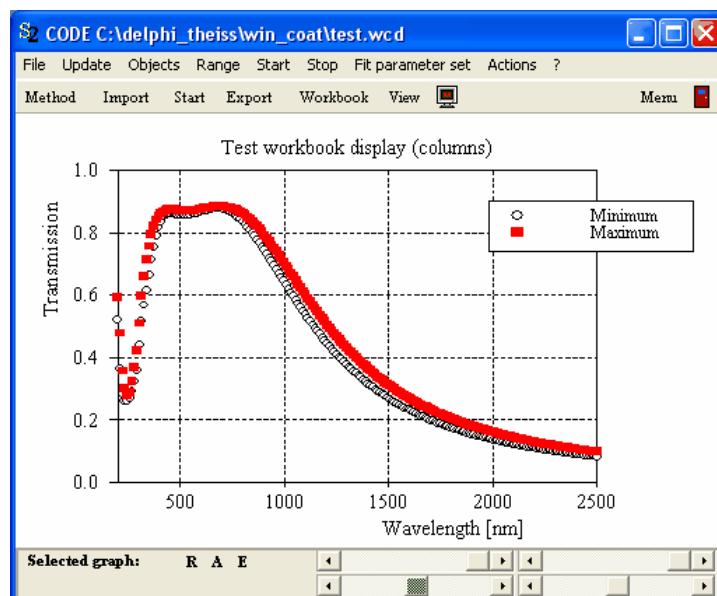 S2 CODE C:\delphi_theiss\win_coat\test.wcd
File Update Objects Range Start Stop Fit parameter set Actions ?
Method Import Start Export Workbook View Menu
Test workbook display (columns)
1.0
0.8
0.6
0.4
0.2
0.0
Transmission
Minimum
Maximum
500 1000 1500 2000 2500
Wavelength [nm]
Selected graph: R A E